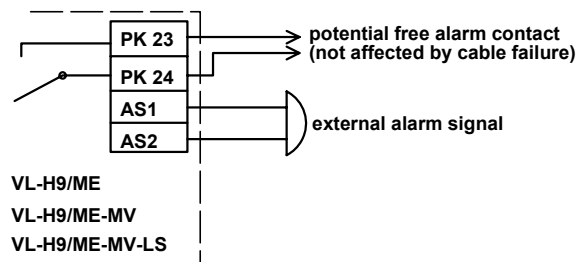 PK 23
potential free alarm contact
(not affected by cable failure)
PK 24
AS1
external alarm signal
AS2
VL-H9/ME
VL-H9/ME-MV
VL-H9/ME-MV-LS